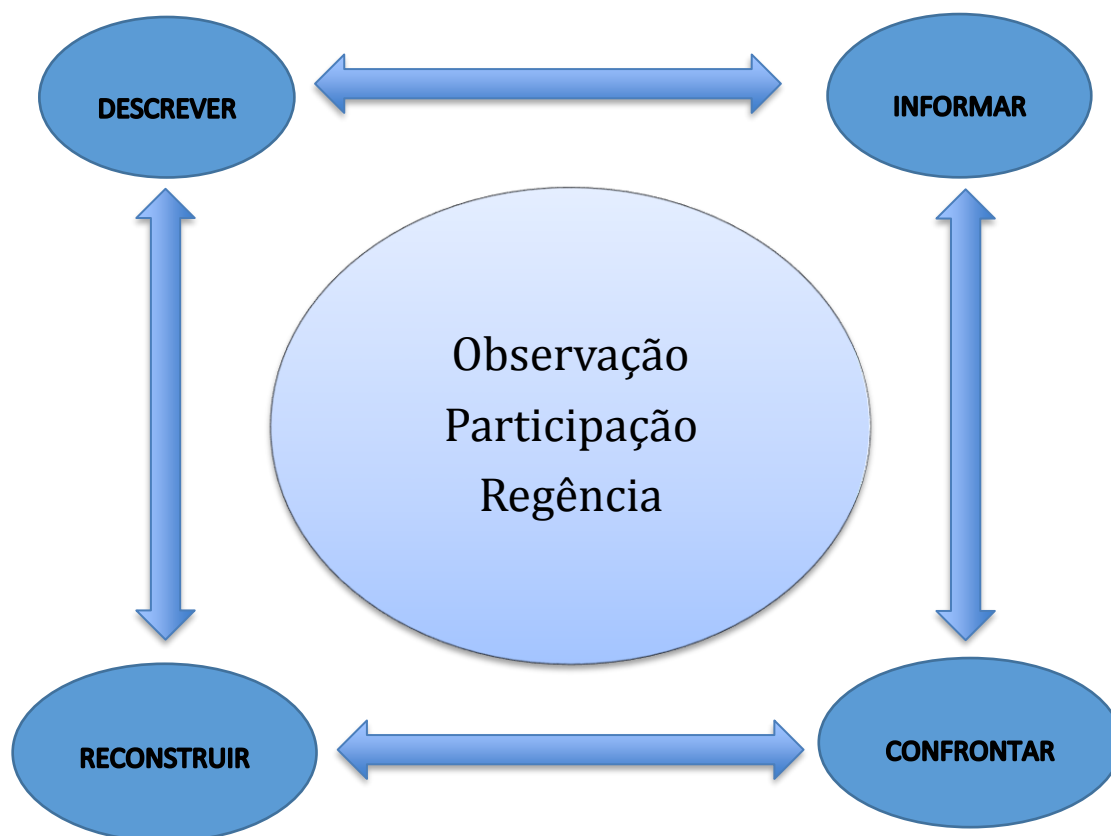 DESCREVER
INFORMAR
Observação
Participação
Regência
RECONSTRUIR
CONFRONTAR